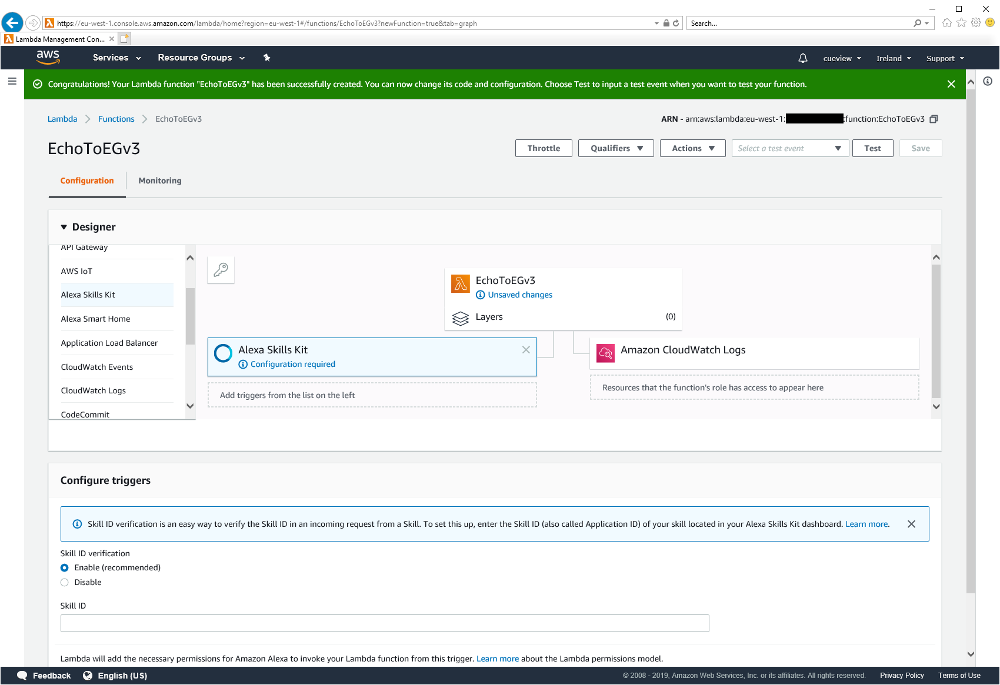 https://eu-west-1.console.aws.amazon.com/lambda/home?region=eu-west-1#/functions/EchoToEGv3?newFunction=true&tab=graph
Search...
Lambda Management Con...
aws
Services
Resource Groups
cueview
Ireland
Support
Congratulations! Your Lambda function "EchoToEGv3" has been successfully created. You can now change its code and configuration. Choose Test to input a test event when you want to test your function.
Lambda
Functions
EchoToEGv3
ARN - arn:aws:lambda:eu-west-1: :function:EchoToEGv3
EchoToEGv3
Throttle
Qualifiers
Actions
Select a test event
Test
Save
Configuration
Monitoring
Designer
API Gateway
AWS IoT
Alexa Skills Kit
Alexa Smart Home
Application Load Balancer
CloudWatch Events
CloudWatch Logs
CodeCommit
EchoToEGv3
Unsaved changes
Layers
(0)
Alexa Skills Kit
Configuration required
Add triggers from the list on the left
Amazon CloudWatch Logs
Resources that the function's role has access to appear here
Configure triggers
Skill ID verification is an easy way to verify the Skill ID in an incoming request from a Skill. To set this up, enter the Skill ID (also called Application ID) of your skill located in your Alexa Skills Kit dashboard. Learn more.
Skill ID verification
Enable (recommended)
Disable
Skill ID
Lambda will add the necessary permissions for Amazon Alexa to invoke your Lambda function from this trigger. Learn more about the Lambda permissions model.
Feedback
English (US)
© 2008 - 2019, Amazon Web Services, Inc. or its affiliates. All rights reserved.
Privacy Policy
Terms of Use